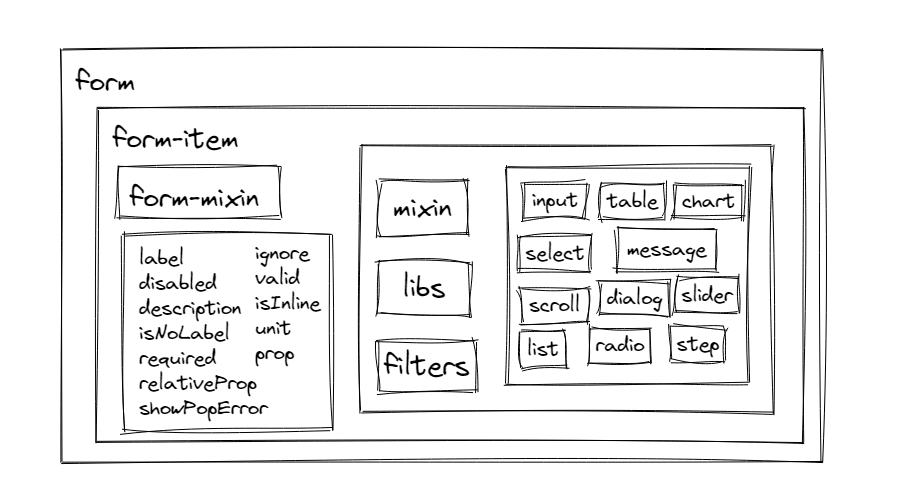 form
form-item
form-mixin
label
disabled
description
isNoLabel
required
relativeProp
showPopError
ignore
valid
isInline
unit
prop
mixin
libs
filters
input table chart
select message
scroll dialog slider
list radio step